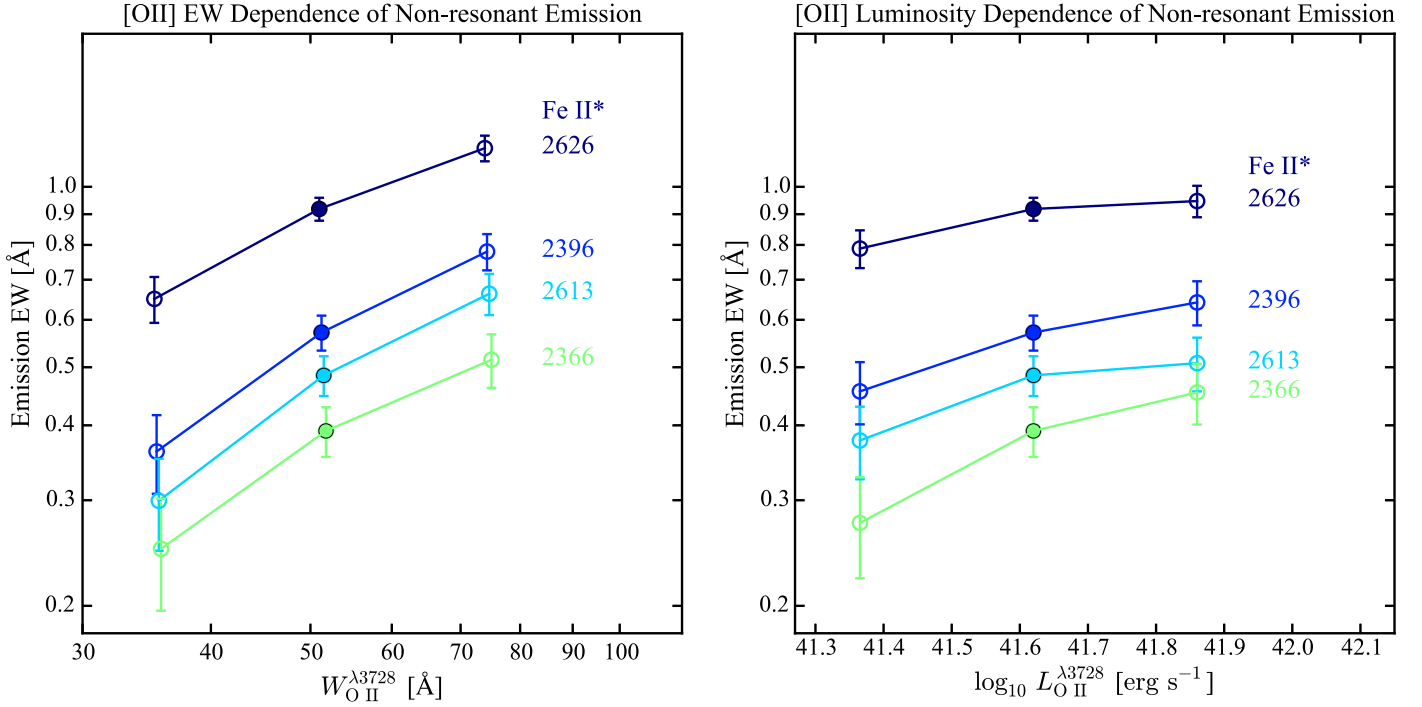 [OII] EW Dependence of Non-resonant Emission
Fe II*
2626
2396
2613
2366
1.0
0.9
0.8
0.7
0.6
0.5
0.4
0.3
0.2
Emission EW [Å]
30 40 50 60 70 80 90 100
W_{O II}^{λ3728} [Å]
[OII] Luminosity Dependence of Non-resonant Emission
Fe II*
2626
2396
2613
2366
1.0
0.9
0.8
0.7
0.6
0.5
0.4
0.3
0.2
Emission EW [Å]
41.3 41.4 41.5 41.6 41.7 41.8 41.9 42.0 42.1
log₁₀ L_{O II}^{λ3728} [erg s⁻¹]